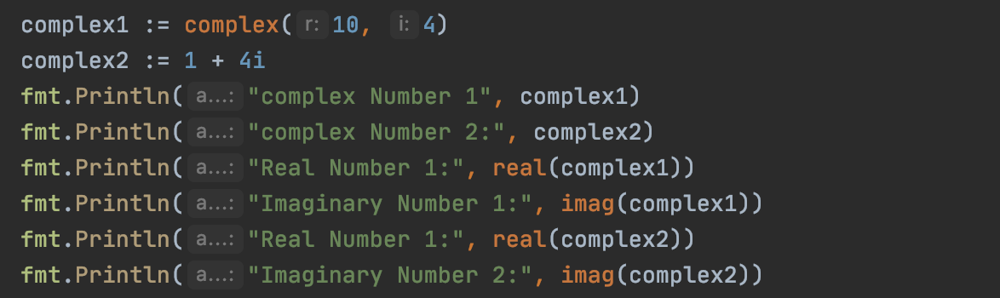 complex1 := complex( r: 10, i: 4)
complex2 := 1 + 4i
fmt.Println( a...: "complex Number 1", complex1)
fmt.Println( a...: "complex Number 2:", complex2)
fmt.Println( a...: "Real Number 1:", real(complex1))
fmt.Println( a...: "Imaginary Number 1:", imag(complex1))
fmt.Println( a...: "Real Number 1:", real(complex2))
fmt.Println( a...: "Imaginary Number 2:", imag(complex2))